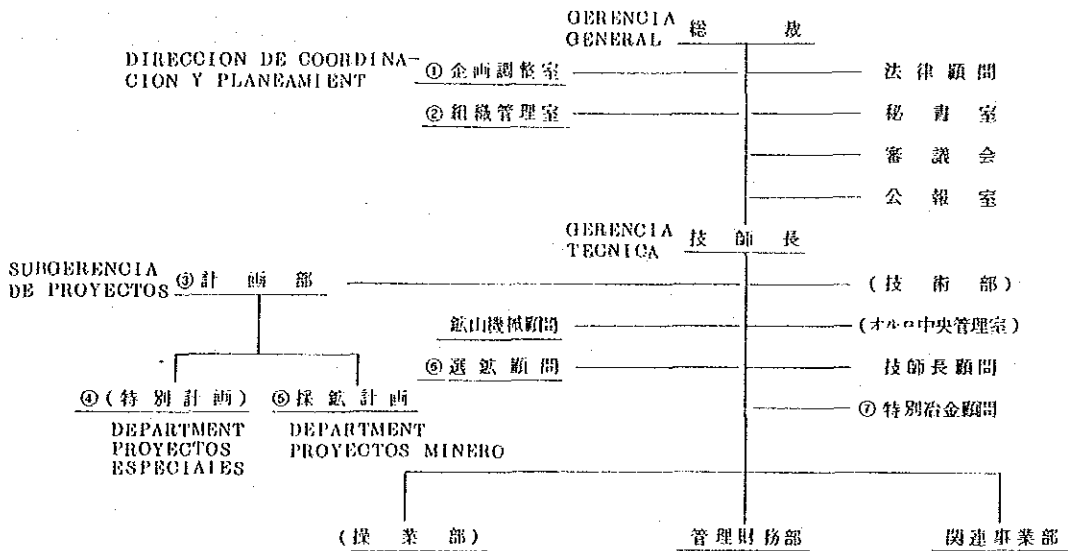 GERENCIA
GENERAL 総裁
DIRECCION DE COORDINA-
CION Y PLANEAMIENT ①企画調整室 法律顧問
②組織管理室 秘書室
審議会
公報室
GERENCIA
TECNICA 技師長
SUBGERENCIA
DE PROYECTOS ③計画部 (技術部)
鉱山機械顧問 (オルロ中央管理室)
⑥選鉱顧問 技師長顧問
④(特別計画) ⑤採鉱計画 ⑦特別冶金顧問
DEPARTMENT
PROYECTOS
ESPECIALES
DEPARTMENT
PROYECTOS MINERO
(操業部) 管理財務部 関連事業部